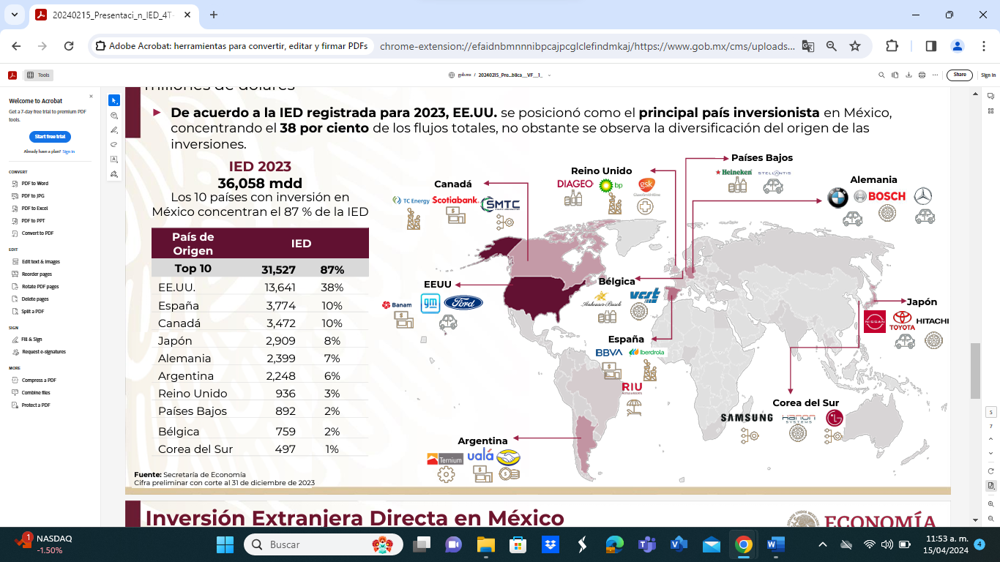 20240215_Presentaci_n_IED_4T-
Adobe Acrobat: herramientas para convertir, editar y firmar PDFs
chrome-extension://efaidnbmnnnibpcajpcglclefindmkaj/https://www.gob.mx/cms/uploads...
Tools
gob.mx / 20240215_Pre...blica__VF__1_
Share
Sign in
Welcome to Acrobat
Get a 7-day free trial to premium PDF
tools.
Start free trial
Already have a plan? Sign in
CONVERT
PDF to Word
PDF to JPG
PDF to Excel
PDF to PPT
Convert to PDF
EDIT
Edit text & images
Reorder pages
Rotate PDF pages
Delete pages
Split a PDF
SIGN
Fill & Sign
Request e-signatures
MORE
Compress a PDF
Combine files
Protect a PDF
millones de dólares
De acuerdo a la IED registrada para 2023, EE.UU. se posicionó como el principal país inversionista en México,
concentrando el 38 por ciento de los flujos totales, no obstante se observa la diversificación del origen de las
inversiones.
IED 2023
36,058 mdd
Los 10 países con inversión en
México concentran el 87 % de la IED
País de
Origen
IED
Top 10 31,527 87%
EE.UU. 13,641 38%
España 3,774 10%
Canadá 3,472 10%
Japón 2,909 8%
Alemania 2,399 7%
Argentina 2,248 6%
Reino Unido 936 3%
Países Bajos 892 2%
Bélgica 759 2%
Corea del Sur 497 1%
Fuente: Secretaría de Economía
Cifra preliminar con corte al 31 de diciembre de 2023
Canadá
TC Energy Scotiabank SMTC
Reino Unido
DIAGEO bp gsk
GlaxoSmithKline
Países Bajos
Heineken STELLANTIS
Alemania
BMW BOSCH
EEUU
Banam gm Ford
Bélgica
Anheuser-Busch VCST
España
BBVA Iberdrola
RIU
Japón
NISSAN TOYOTA HITACHI
Corea del Sur
SAMSUNG HANON
SYSTEMS
LG
Argentina
Ternium ualá
Inversión Extranjera Directa en México
ECONOMÍA
5
7
1
NASDAQ
-1.50%
Buscar
11:53 a. m.
15/04/2024
4